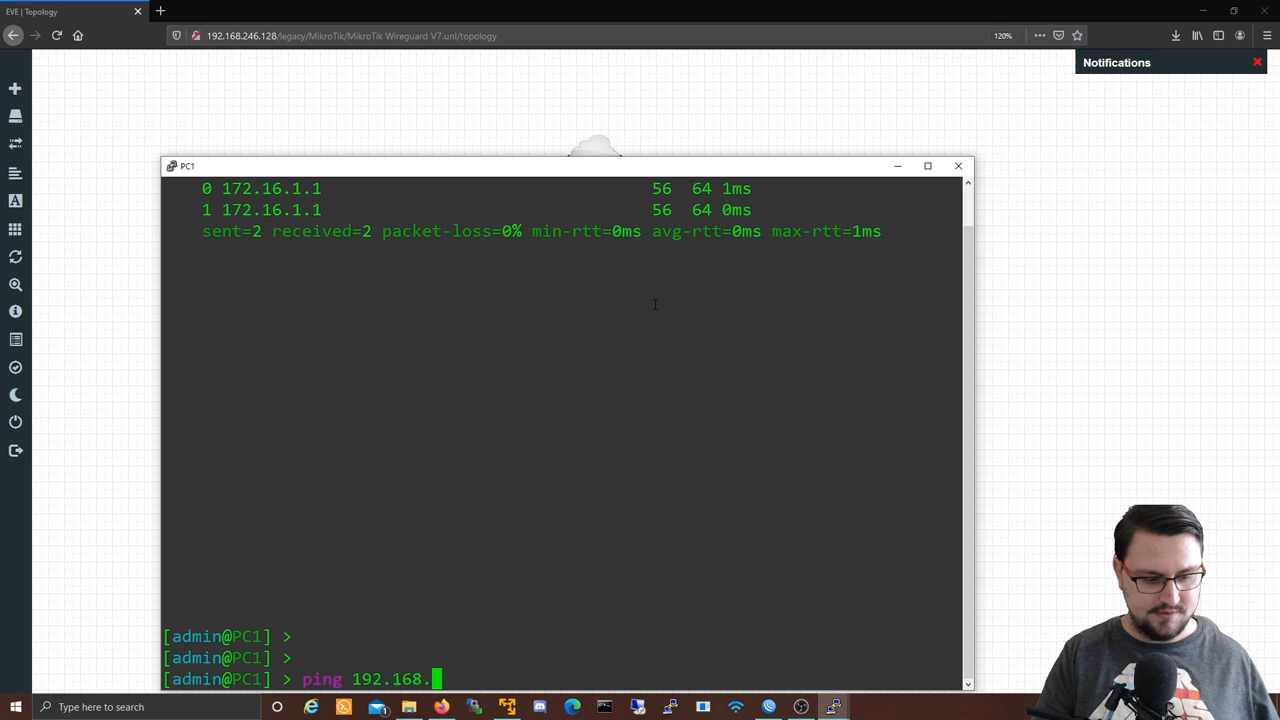 EVE | Topology
192.168.246.128/legacy/MikroTik/MikroTik Wireguard V7.unl/topology
120%
Notifications
PC1
0 172.16.1.1 56 64 1ms
1 172.16.1.1 56 64 0ms
sent=2 received=2 packet-loss=0% min-rtt=0ms avg-rtt=0ms max-rtt=1ms
[admin@PC1] >
[admin@PC1] >
[admin@PC1] > ping 192.168.
Type here to search